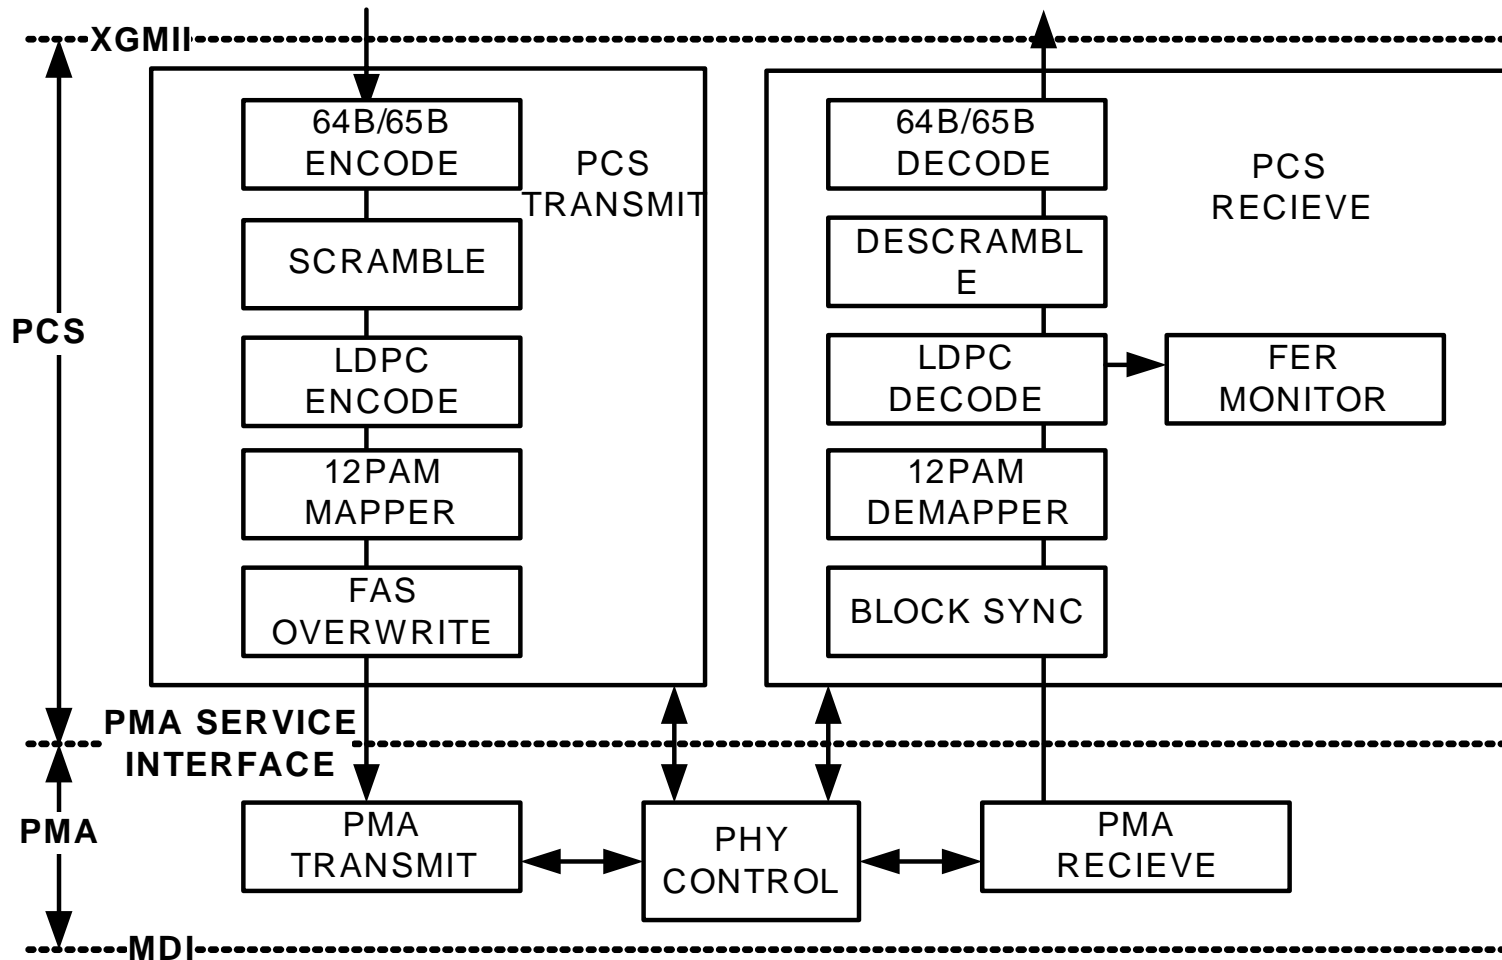 XGMII
64B/65B
ENCODE
PCS
TRANSMIT
SCRAMBLE
LDPC
ENCODE
12PAM
MAPPER
FAS
OVERWRITE
64B/65B
DECODE
PCS
RECIEVE
DESCRAMBL
E
LDPC
DECODE
FER
MONITOR
12PAM
DEMAPPER
BLOCK SYNC
PCS
PMA SERVICE
INTERFACE
PMA
PMA
TRANSMIT
PHY
CONTROL
PMA
RECIEVE
MDI